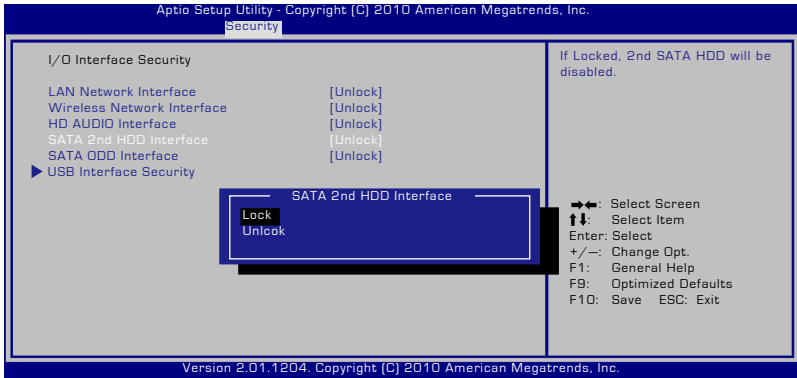 Aptio Setup Utility - Copyright (C) 2010 American Megatrends, Inc.
Security
I/O Interface Security
LAN Network Interface [Unlock]
Wireless Network Interface [Unlock]
HD AUDIO Interface [Unlock]
SATA 2nd HDD Interface [Unlock]
SATA ODD Interface [Unlock]
USB Interface Security
SATA 2nd HDD Interface
Lock
Unlcok
If Locked, 2nd SATA HDD will be
disabled.
→←: Select Screen
↑↓: Select Item
Enter: Select
+/—: Change Opt.
F1: General Help
F9: Optimized Defaults
F10: Save ESC: Exit
Version 2.01.1204. Copyright (C) 2010 American Megatrends, Inc.